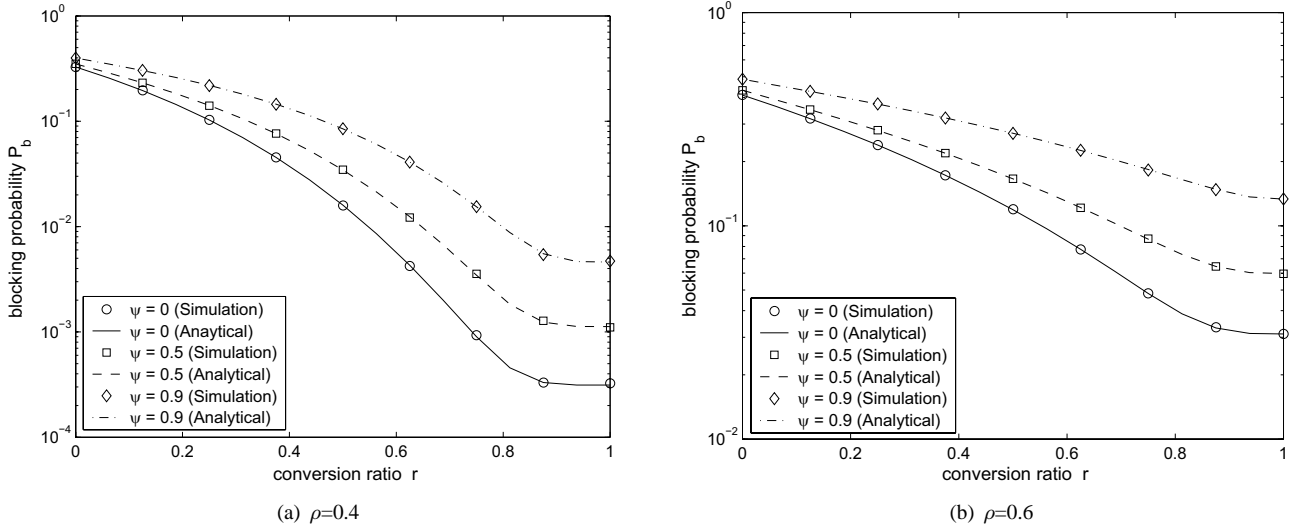 10^0
10^-1
10^-2
10^-3
10^-4
blocking probability P_b
0
0.2
0.4
0.6
0.8
1
conversion ratio r
ψ = 0 (Simulation)
ψ = 0 (Anaytical)
ψ = 0.5 (Simulation)
ψ = 0.5 (Analytical)
ψ = 0.9 (Simulation)
ψ = 0.9 (Analytical)
(a) ρ=0.4
10^0
10^-1
10^-2
blocking probability P_b
0
0.2
0.4
0.6
0.8
1
conversion ratio r
ψ = 0 (Simulation)
ψ = 0 (Analytical)
ψ = 0.5 (Simulation)
ψ = 0.5 (Analytical)
ψ = 0.9 (Simulation)
ψ = 0.9 (Analytical)
(b) ρ=0.6